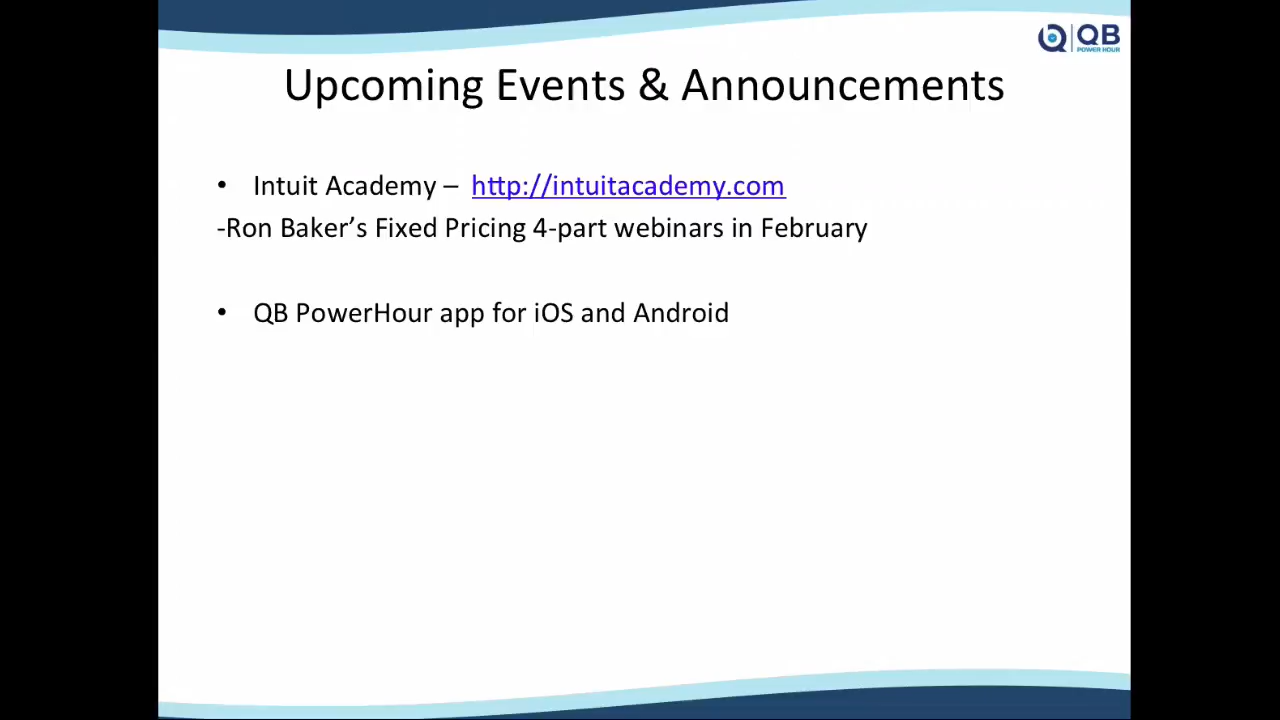 QB
POWER HOUR
Upcoming Events & Announcements
• Intuit Academy – http://intuitacademy.com
-Ron Baker’s Fixed Pricing 4-part webinars in February
• QB PowerHour app for iOS and Android